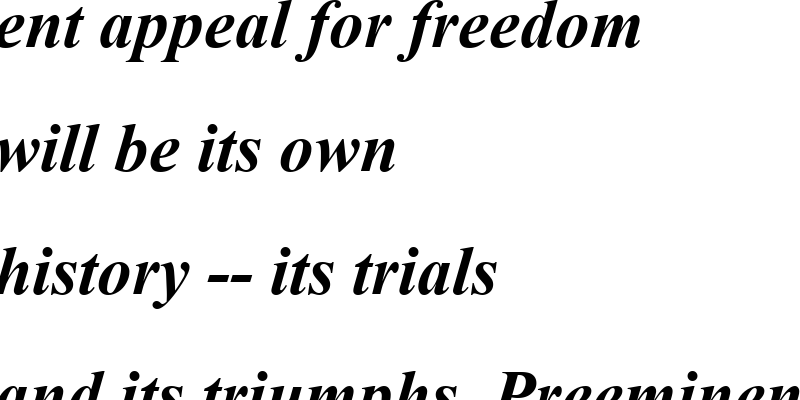 ent appeal for freedom
will be its own
history -- its trials
and its triumphs. Preeminen